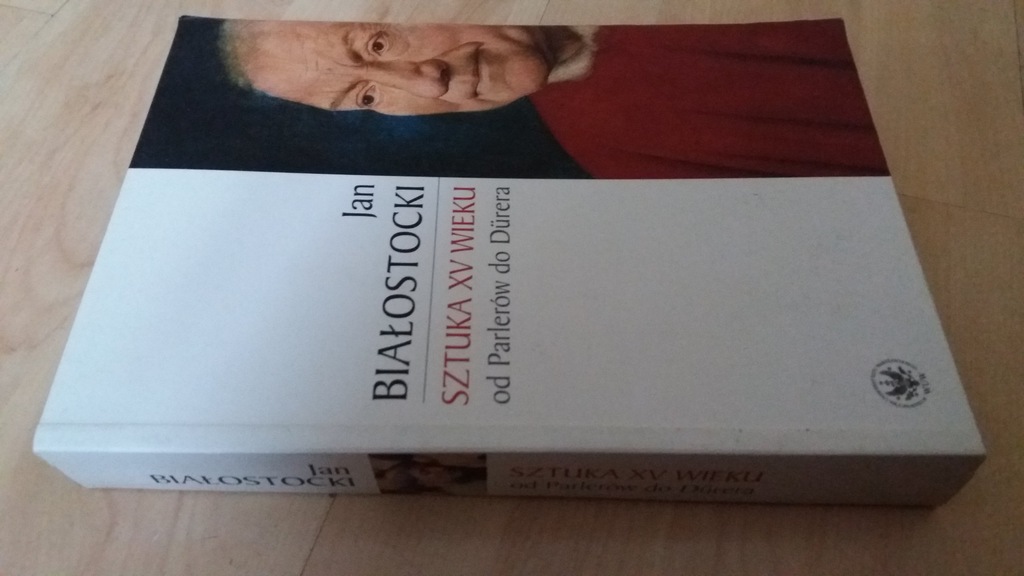 Jan
BIAŁOSTOCKI
SZTUKA XV WIEKU
od Parlerów do Dürera
Jan
BIAŁOSTOCKI
SZTUKA XV WIEKU
od Parlerów do Dürera